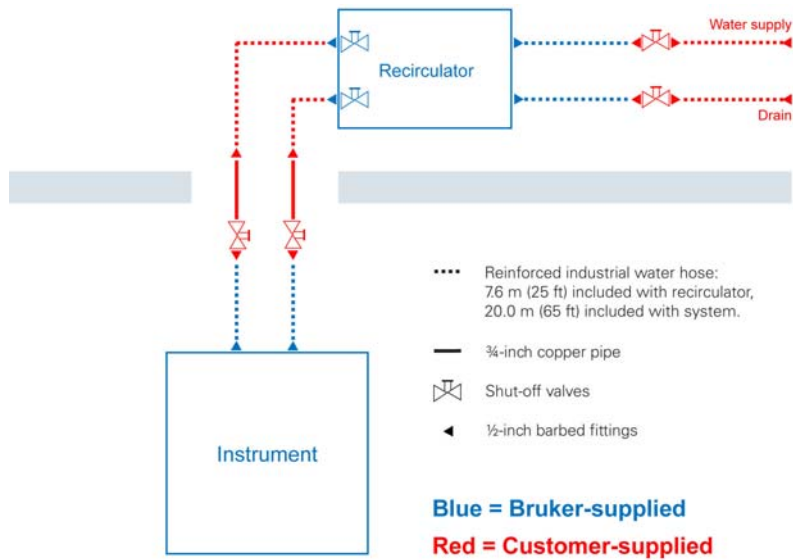 Water supply
Recirculator
Drain
Reinforced industrial water hose:
7.6 m (25 ft) included with recirculator,
20.0 m (65 ft) included with system.
¾-inch copper pipe
Shut-off valves
½-inch barbed fittings
Instrument
Blue = Bruker-supplied
Red = Customer-supplied